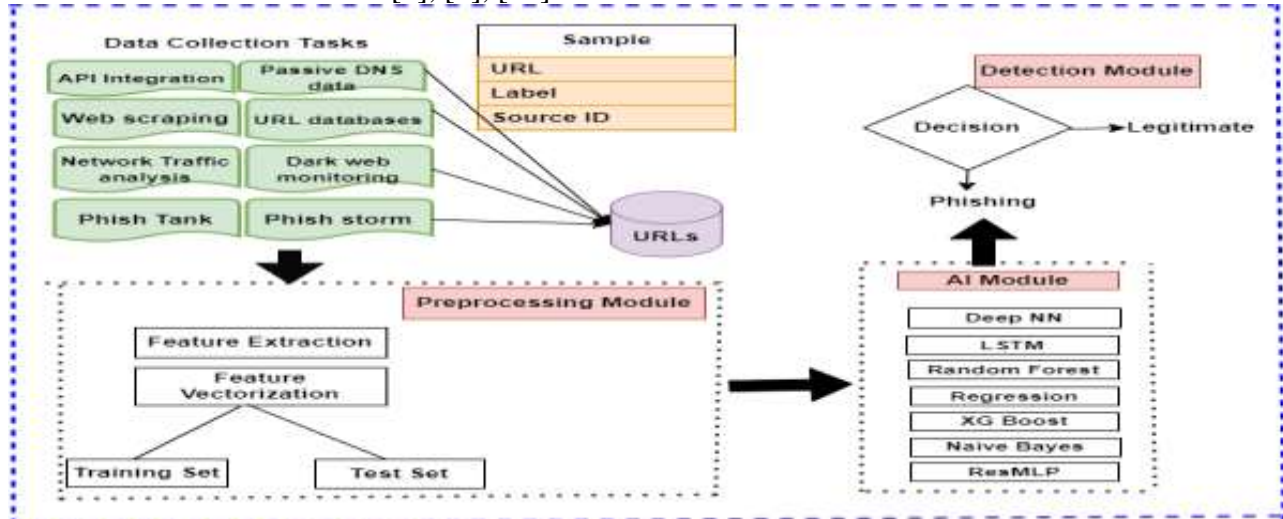 Data Collection Tasks
API Integration
Passive DNS
data
Web scraping
URL databases
Network Traffic
analysis
Dark web
monitoring
Phish Tank
Phish storm
Sample
URL
Label
Source ID
URLs
Detection Module
Decision
Legitimate
Phishing
Preprocessing Module
Feature Extraction
Feature
Vectorization
Training Set
Test Set
AI Module
Deep NN
LSTM
Random Forest
Regression
XG Boost
Naive Bayes
ResMLP